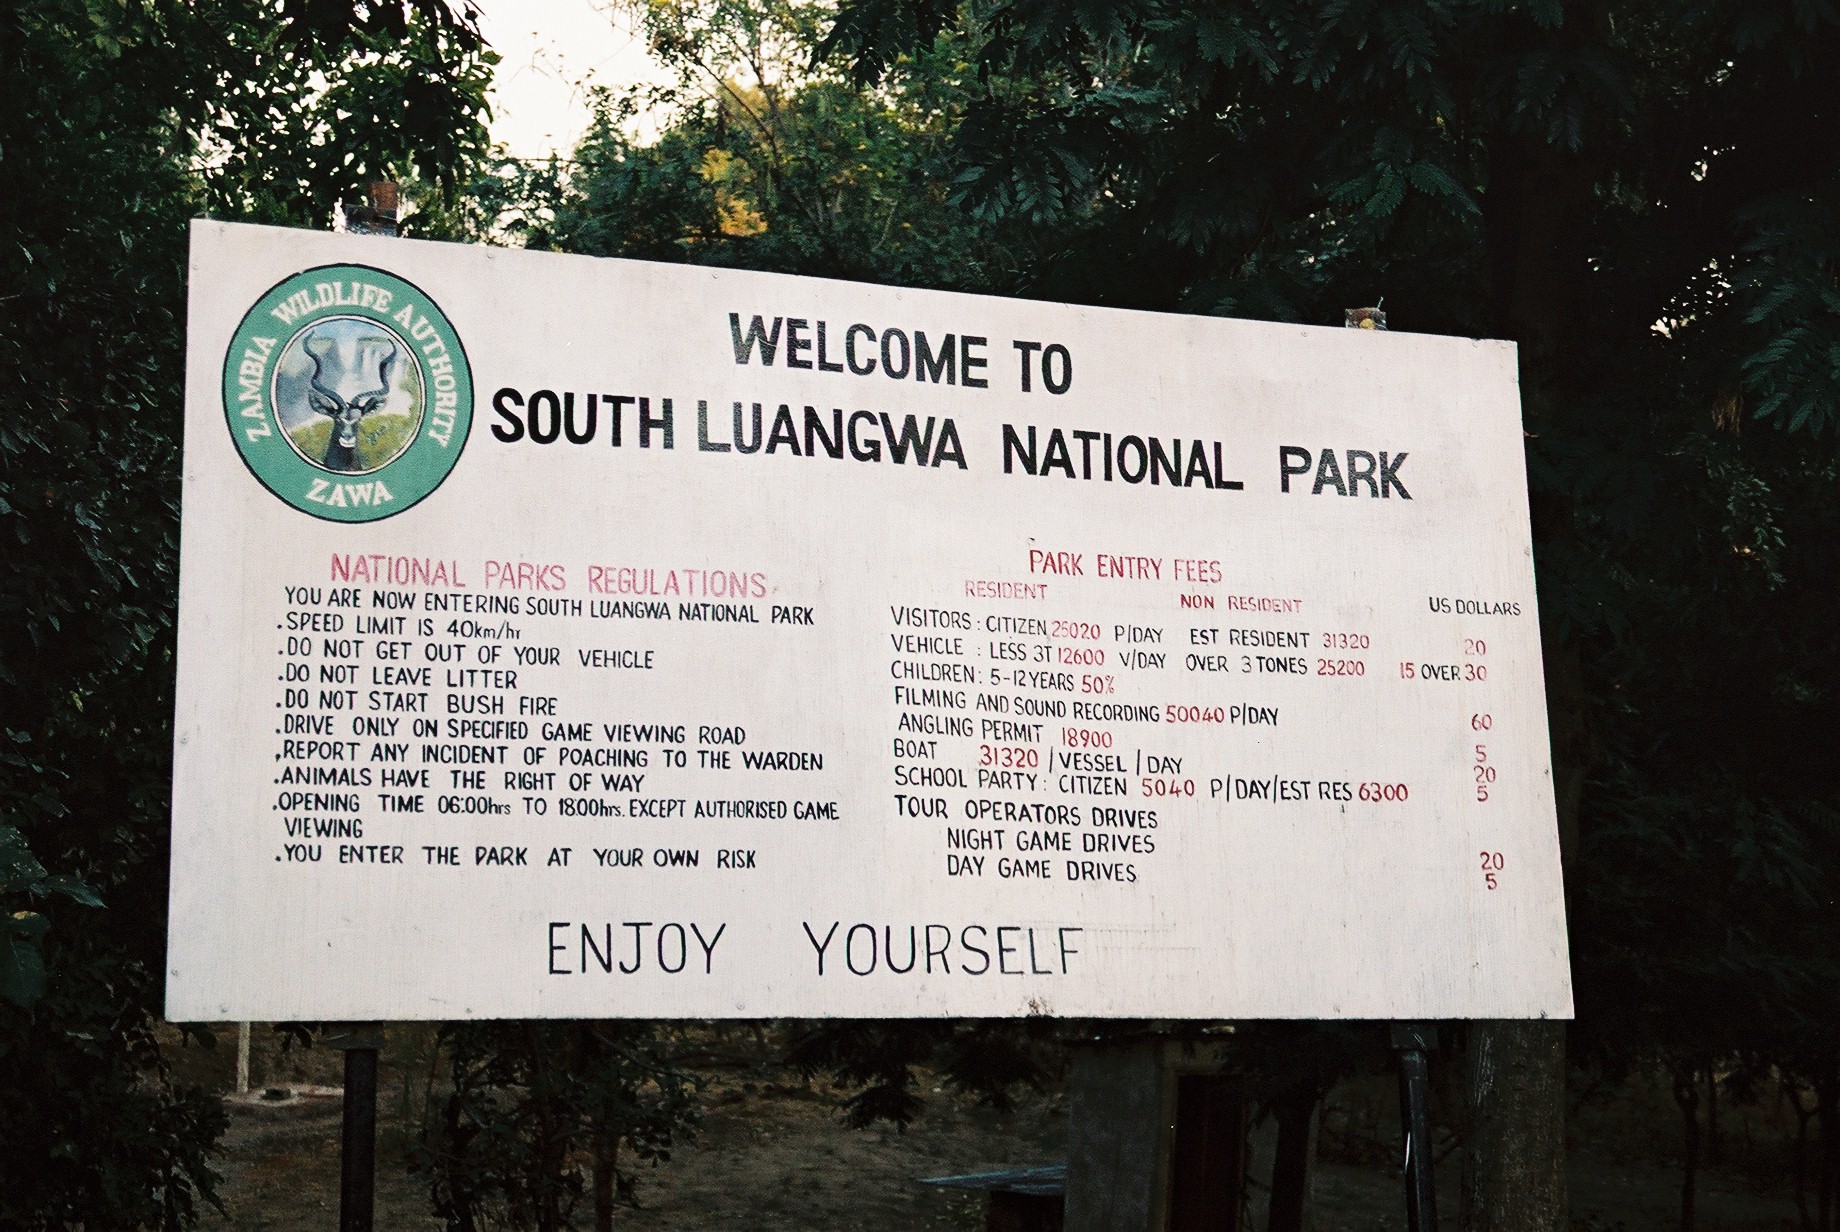 ZAMBIA WILDLIFE AUTHORITY
ZAWA
WELCOME TO
SOUTH LUANGWA NATIONAL PARK
NATIONAL PARKS REGULATIONS
YOU ARE NOW ENTERING SOUTH LUANGWA NATIONAL PARK
.SPEED LIMIT IS 40km/hr
.DO NOT GET OUT OF YOUR VEHICLE
.DO NOT LEAVE LITTER
.DO NOT START BUSH FIRE
.DRIVE ONLY ON SPECIFIED GAME VIEWING ROAD
.REPORT ANY INCIDENT OF POACHING TO THE WARDEN
.ANIMALS HAVE THE RIGHT OF WAY
.OPENING TIME 06:00hrs TO 18:00hrs. EXCEPT AUTHORISED GAME
VIEWING
.YOU ENTER THE PARK AT YOUR OWN RISK
PARK ENTRY FEES
RESIDENT NON RESIDENT US DOLLARS
VISITORS: CITIZEN 25020 P/DAY EST RESIDENT 31320 20
VEHICLE : LESS 3T 12600 V/DAY OVER 3 TONES 25200 15 OVER 30
CHILDREN: 5-12 YEARS 50%
FILMING AND SOUND RECORDING 50040 P/DAY 60
ANGLING PERMIT 18900 5
BOAT 31320 /VESSEL / DAY 20
SCHOOL PARTY: CITIZEN 5040 P/DAY/EST RES 6300 5
TOUR OPERATORS DRIVES
NIGHT GAME DRIVES 20
DAY GAME DRIVES 5
ENJOY YOURSELF